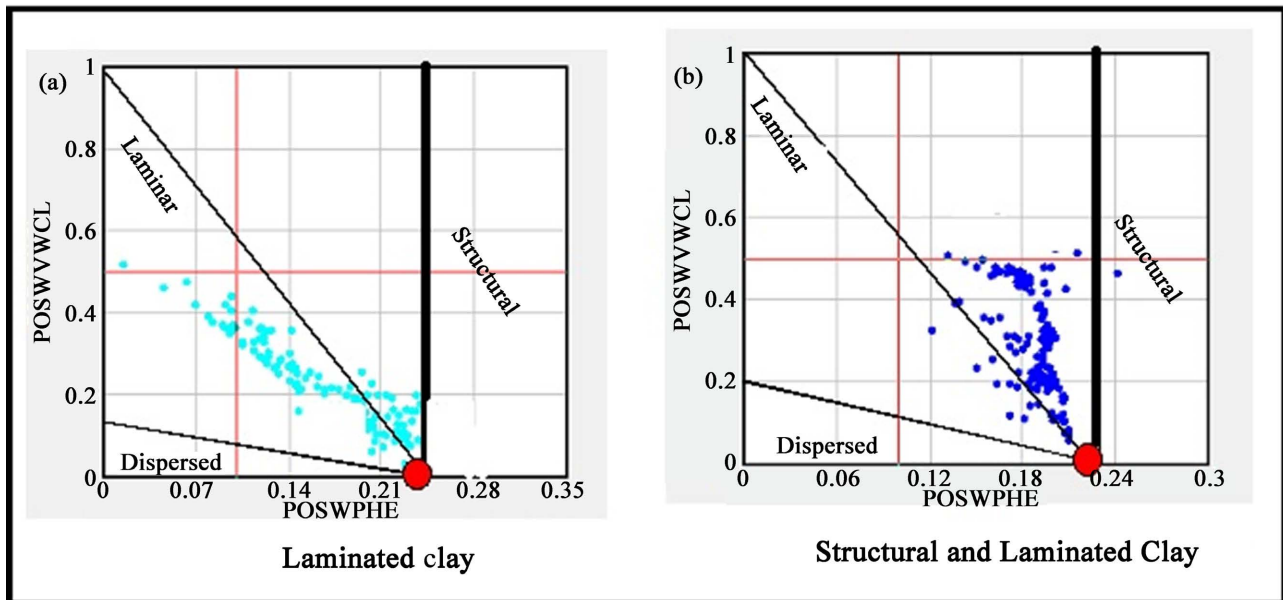 (a)
1
0.8
0.6
0.4
0.2
0
POSWVWCL
Laminar
Structural
Dispersed
0 0.07 0.14 0.21 0.28 0.35
POSWPHE
Laminated clay
(b)
1
0.8
0.6
0.4
0.2
0
POSWVWCL
Laminar
Structural
Dispersed
0 0.06 0.12 0.18 0.24 0.3
POSWPHE
Structural and Laminated Clay